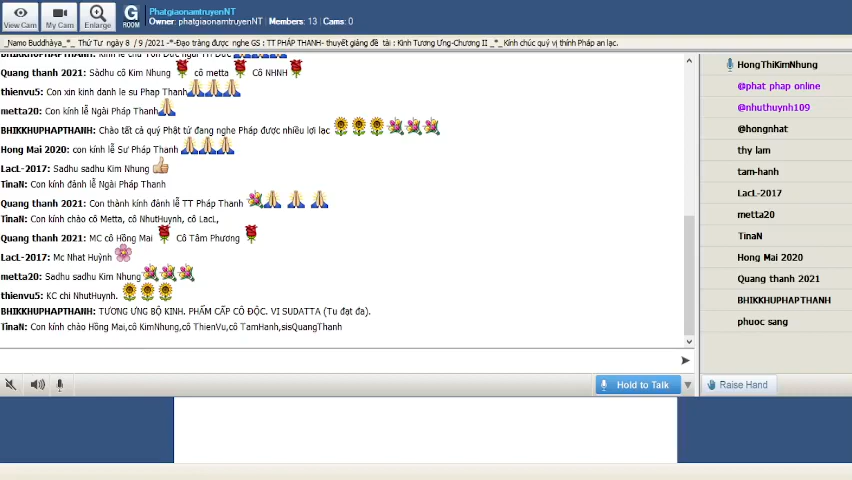 View Cam
My Cam
Enlarge
G
ROOM
PhatgiaonamtruyenNT
Owner: phatgiaonamtruyenNT | Members: 13 | Cams: 0
_Namo Buddhàya_*_ Thứ Tư ngày 8 / 9 /2021 -*-Đạo tràng được nghe GS : TT PHÁP THANH- thuyết giảng đề tài : Kinh Tương Ưng-Chương II _*_ Kính chúc quý vị thính Pháp an lạc.
Quang thanh 2021: Sàdhu cô Kim Nhung cô metta Cô NHNH
thienvu5: Con xin kinh danh le su Phap Thanh
metta20: Con kính lễ Ngài Pháp Thanh
BHIKKHUPHAPTHANH: Chào tất cả quý Phật tử đang nghe Pháp được nhiều lợi lạc
Hong Mai 2020: con kính lễ Sư Pháp Thanh
LacL-2017: Sadhu sadhu Kim Nhung
TinaN: Con kính đảnh lễ Ngài Pháp Thanh
Quang thanh 2021: Con thành kính đảnh lễ TT Pháp Thanh
TinaN: Con kính chào cô Metta, cô NhutHuynh, cô LacL,
Quang thanh 2021: MC cô Hồng Mai Cô Tâm Phương
LacL-2017: Mc Nhat Huỳnh
metta20: Sadhu sadhu Kim Nhung
thienvu5: KC chi NhutHuynh.
BHIKKHUPHAPTHANH: TƯƠNG ƯNG BỘ KINH. PHẨM CẤP CÔ ĐỘC. VI SUDATTA (Tu đạt đa).
TinaN: Con kính chào Hồng Mai,cô KimNhung,cô ThienVu,cô TamHanh,sisQuangThanh
Hold to Talk
HongThiKimNhung
@phat phap online
@nhuthuynh109
@hongnhat
thy lam
tam-hanh
LacL-2017
metta20
TinaN
Hong Mai 2020
Quang thanh 2021
BHIKKHUPHAPTHANH
phuoc sang
Raise Hand